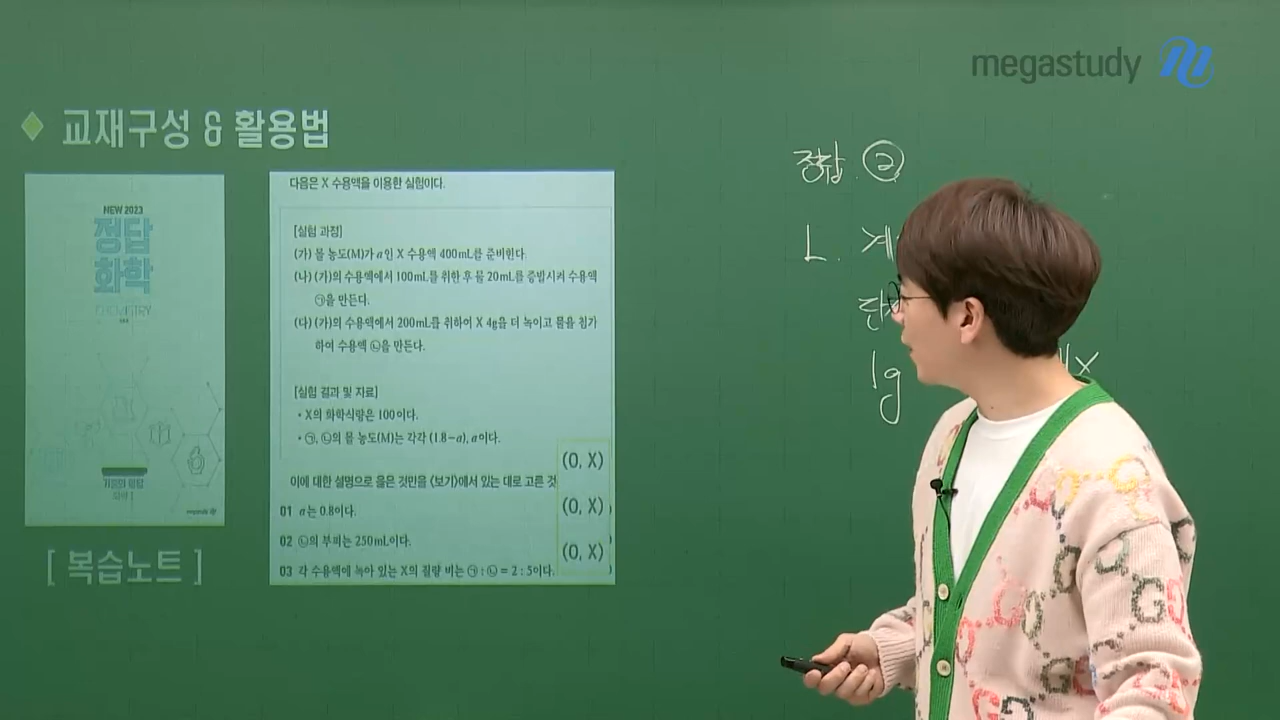 megastudy
교재구성 & 활용법
NEW 2023
정답
화학
CHEMISTRY
megastudy
[ 복습노트 ]
다음은 X 수용액을 이용한 실험이다.
[실험 과정]
(가) 몰 농도(M)가 a인 X 수용액 400mL를 준비한다.
(나) (가)의 수용액에서 100mL를 취한 후 물 20mL를 증발시켜 수용액
㉠을 만든다.
(다) (가)의 수용액에서 200mL를 취하여 X 4g을 더 녹이고 물을 첨가
하여 수용액 ㉡을 만든다.
[실험 결과 및 자료]
• X의 화학식량은 100이다.
• ㉠, ㉡의 몰 농도(M)는 각각 (1.8-a), a이다.
이에 대한 설명으로 옳은 것만을 <보기>에서 있는 대로 고른 것
01 a는 0.8이다.
(O, X)
02 ㉡의 부피는 250mL이다.
(O, X)
03 각 수용액에 녹아 있는 X의 질량 비는 ㉠ : ㉡ = 2 : 5이다.
(O, X)
정답. ②
1g